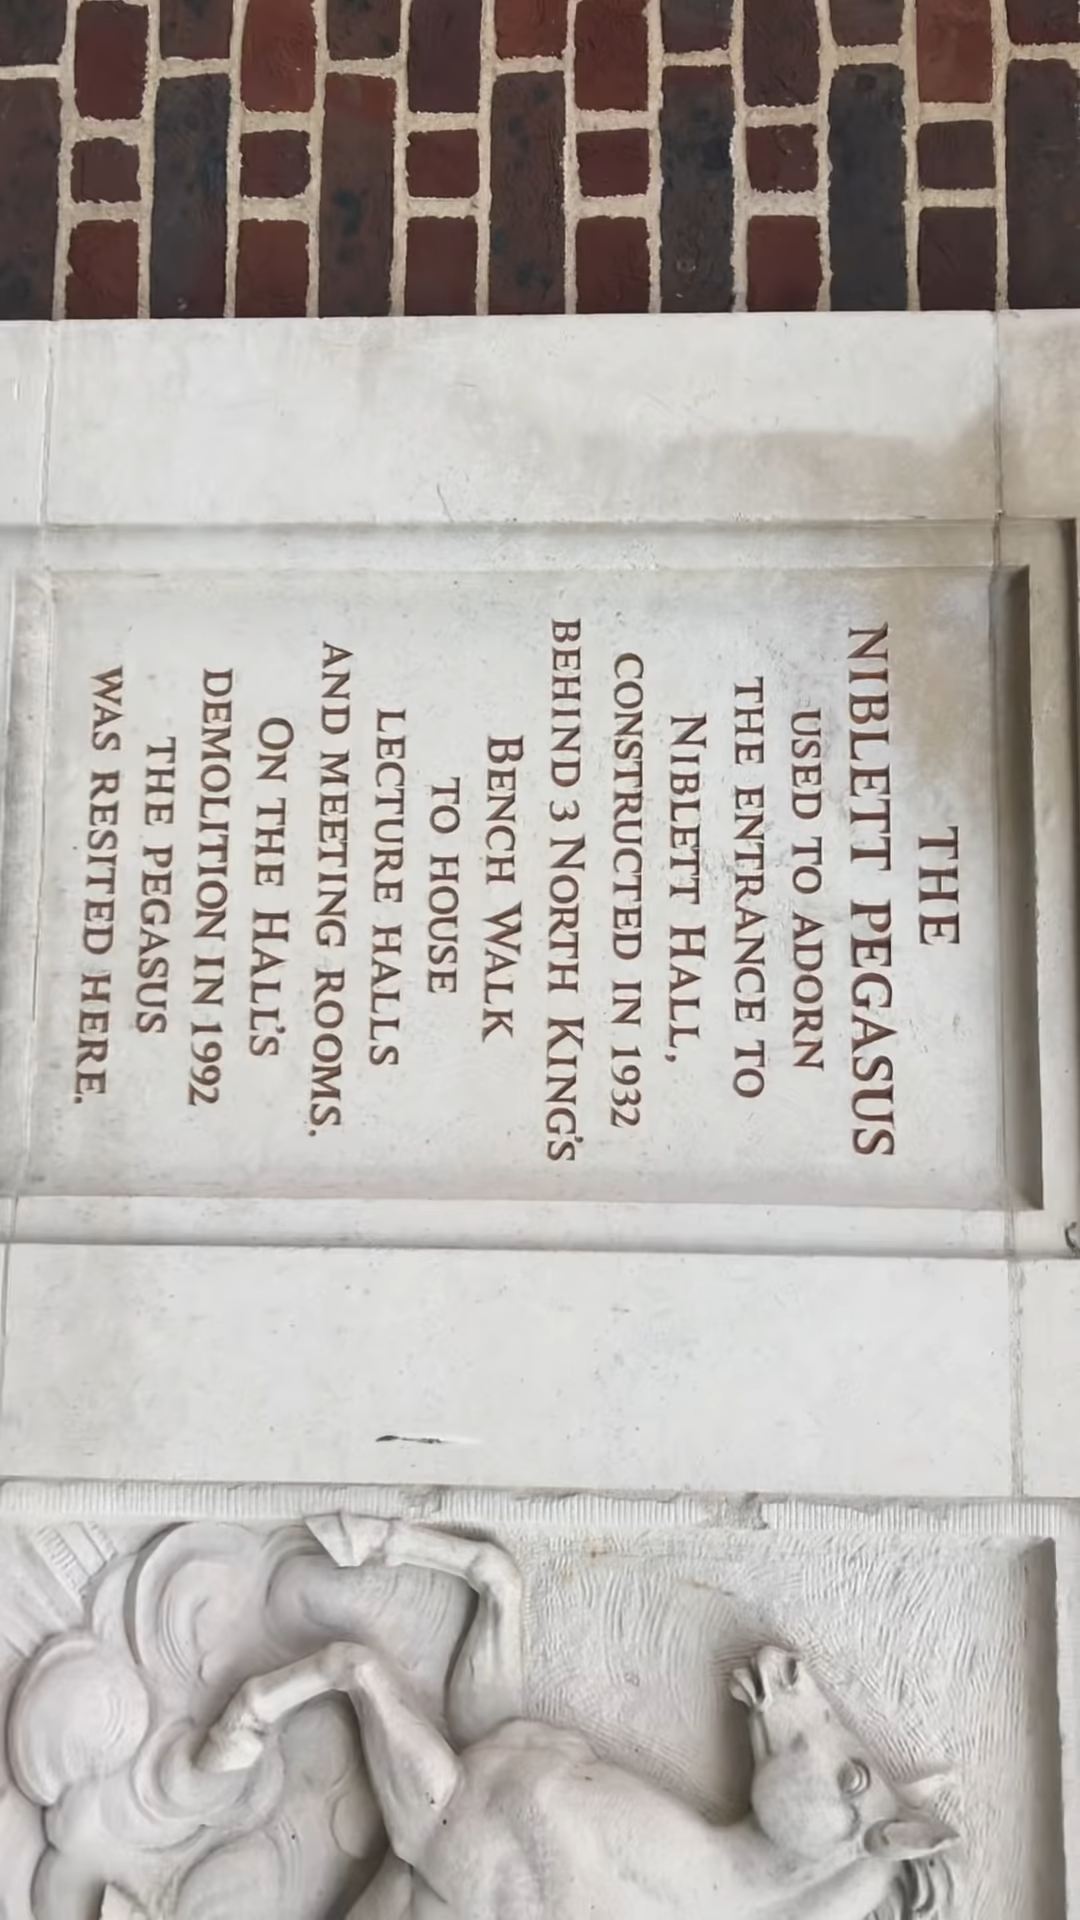 THE
NIBLETT PEGASUS
USED TO ADORN
THE ENTRANCE TO
NIBLETT HALL,
CONSTRUCTED IN 1932
BEHIND 3 NORTH KING'S
BENCH WALK
TO HOUSE
LECTURE HALLS
AND MEETING ROOMS.
ON THE HALL'S
DEMOLITION IN 1992
THE PEGASUS
WAS RESITED HERE.